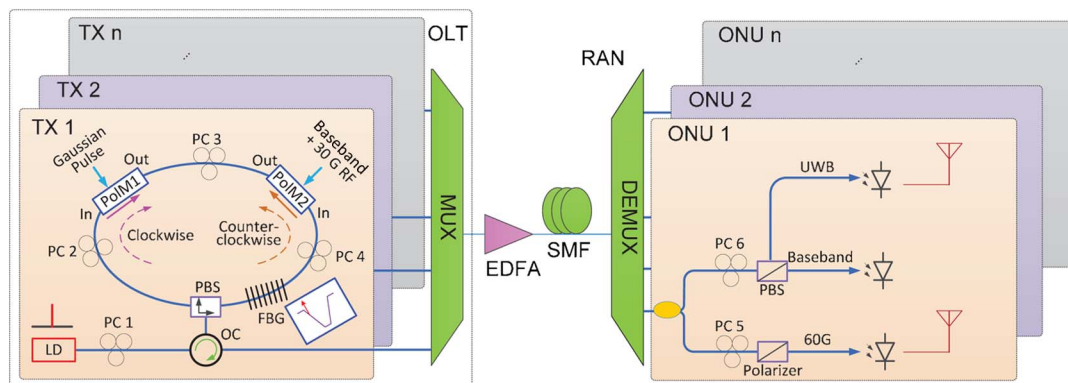 TX n
OLT
TX 2
TX 1
Gaussian
Pulse
Out
PC 3
Out
Baseband
+ 30 G RF
PolM1
PolM2
In
In
Clockwise
Counter-
clockwise
PC 2
PC 4
PBS
FBG
PC 1
OC
LD
MUX
EDFA
SMF
RAN
DEMUX
ONU n
ONU 2
ONU 1
UWB
PC 6
Baseband
PBS
PC 5
60G
Polarizer